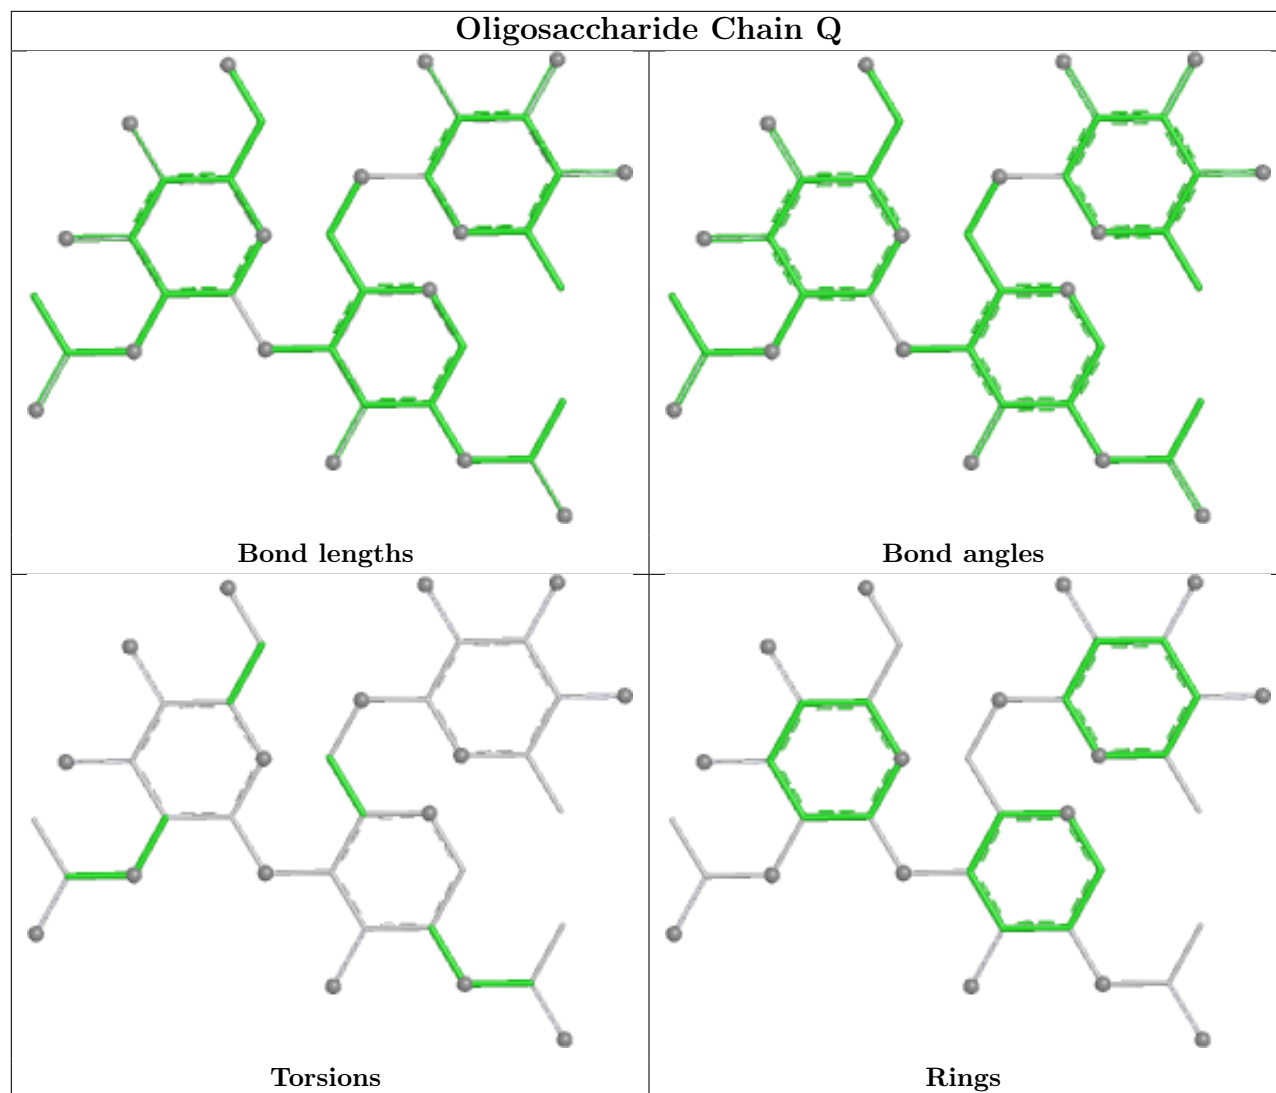 Oligosaccharide Chain Q
Bond lengths
Bond angles
Torsions
Rings